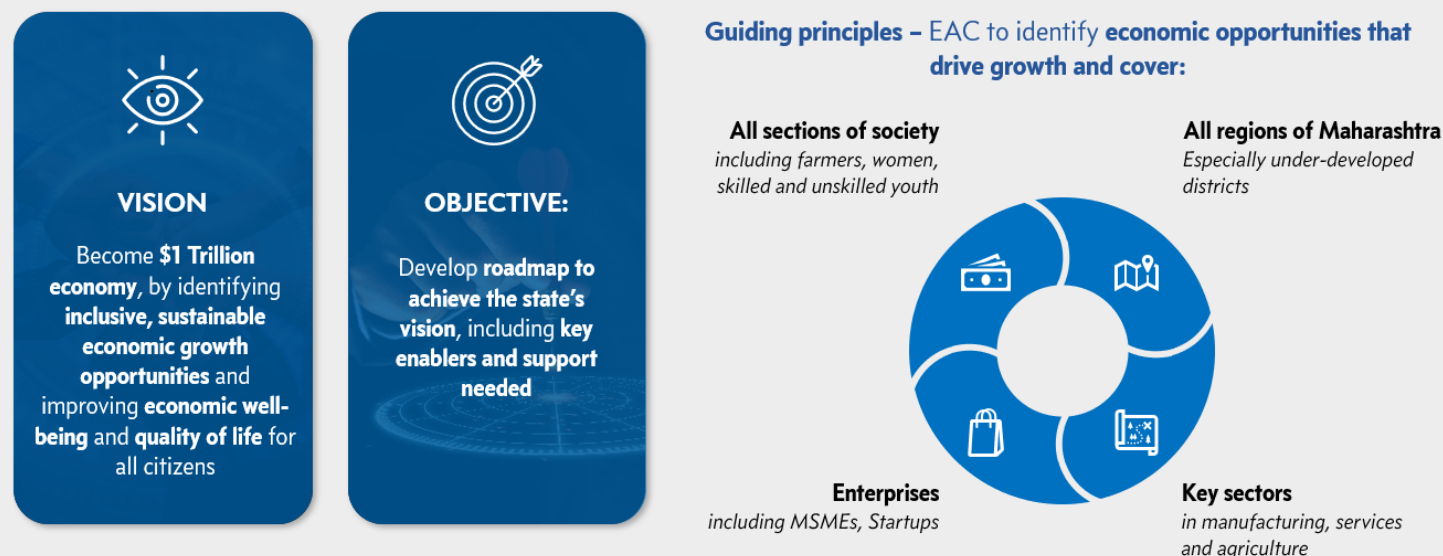 VISION
Become $1 Trillion
economy, by identifying
inclusive, sustainable
economic growth
opportunities and
improving economic well-
being and quality of life for
all citizens
OBJECTIVE:
Develop roadmap to
achieve the state's
vision, including key
enablers and support
needed
Guiding principles – EAC to identify economic opportunities that
drive growth and cover:
All sections of society
including farmers, women,
skilled and unskilled youth
All regions of Maharashtra
Especially under-developed
districts
Enterprises
including MSMEs, Startups
Key sectors
in manufacturing, services
and agriculture